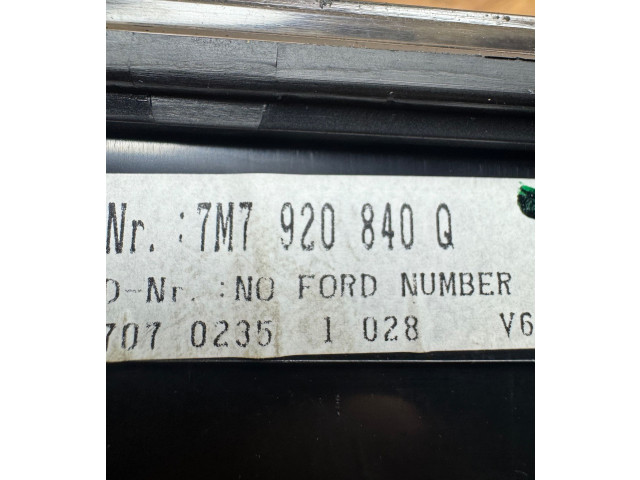 Nr. :7M7 920 840 Q
D-Nr. :NO FORD NUMBER
707 0235 1 028 V6